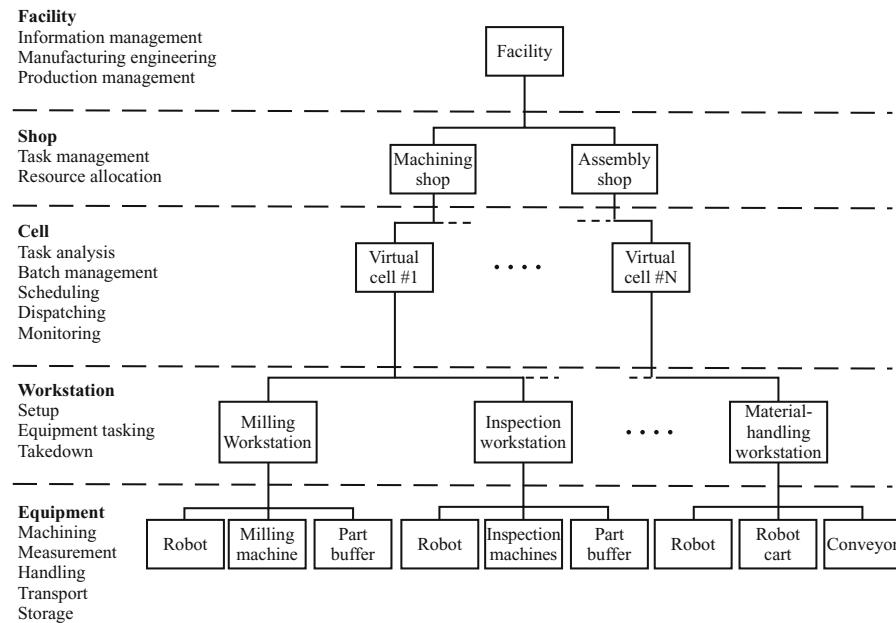 Facility
Information management
Manufacturing engineering
Production management
Facility
Shop
Task management
Resource allocation
Machining
shop
Assembly
shop
Cell
Task analysis
Batch management
Scheduling
Dispatching
Monitoring
Virtual
cell #1
Virtual
cell #N
Workstation
Setup
Equipment tasking
Takedown
Milling
Workstation
Inspection
workstation
Material-
handling
workstation
Equipment
Machining
Measurement
Handling
Transport
Storage
Robot
Milling
machine
Part
buffer
Robot
Inspection
machines
Part
buffer
Robot
Robot
cart
Conveyor